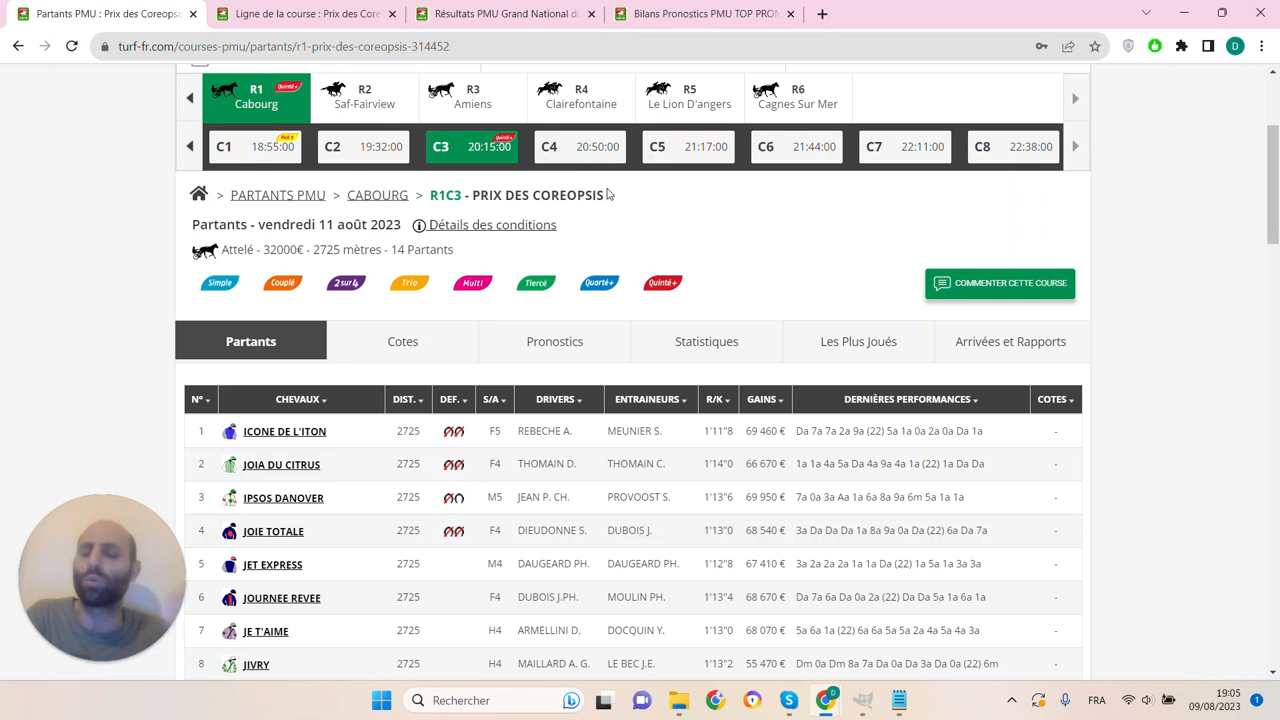 Partants PMU : Prix des Coreopsi
Ligne de la course : Prix des Core
Résultats PMU Grand National du
Bilans Pronostics PMU TOP PRON
turf-fr.com/courses-pmu/partants/r1-prix-des-coreopsis-314452
D
R1 Quinté+
Cabourg
R2
Saf-Fairview
R3
Amiens
R4
Clairefontaine
R5
Le Lion D'angers
R6
Cagnes Sur Mer
C1 18:55:00 Pick 5
C2 19:32:00
C3 20:15:00 Quinté+
C4 20:50:00
C5 21:17:00
C6 21:44:00
C7 22:11:00
C8 22:38:00
> PARTANTS PMU > CABOURG > R1C3 - PRIX DES COREOPSIS
Partants - vendredi 11 août 2023 Détails des conditions
Attelé - 32000€ - 2725 mètres - 14 Partants
Simple Couplé 2 sur 4 Trio Multi Tiercé Quarté+ Quinté+
COMMENTER CETTE COURSE
Partants Cotes Pronostics Statistiques Les Plus Joués Arrivées et Rapports
N° CHEVAUX DIST. DEF. S/A DRIVERS ENTRAINEURS R/K GAINS DERNIÈRES PERFORMANCES COTES
1 ICONE DE L'ITON 2725 F5 REBECHE A. MEUNIER S. 1'11"8 69 460 € Da 7a 7a 2a 9a (22) 5a 1a 0a 2a 0a Da 1a -
2 JOIA DU CITRUS 2725 F4 THOMAIN D. THOMAIN C. 1'14"0 66 670 € 1a 1a 4a 5a Da 4a 9a 4a 1a (22) 1a Da Da -
3 IPSOS DANOVER 2725 M5 JEAN P. CH. PROVOOST S. 1'13"6 69 950 € 7a 0a 3a Aa 1a 6a 8a 9a 6m 5a 1a 1a -
4 JOIE TOTALE 2725 F4 DIEUDONNE S. DUBOIS J. 1'13"0 68 540 € 3a Da Da Da 1a 8a 9a 0a Da (22) 6a Da 7a -
5 JET EXPRESS 2725 M4 DAUGEARD PH. DAUGEARD PH. 1'12"8 67 410 € 3a 2a 2a 2a 1a 1a Da (22) 1a 5a 1a 3a 3a -
6 JOURNEE REVEE 2725 F4 DUBOIS J.PH. MOULIN PH. 1'13"4 68 670 € Da 7a 6a Da 0a 2a (22) Da Da 5a 1a 6a 1a -
7 JE T'AIME 2725 H4 ARMELLINI D. DOCQUIN Y. 1'13"0 68 070 € 5a 6a 1a (22) 6a 6a 5a 5a 2a 4a 5a 4a 3a -
8 JIVRY 2725 H4 MAILLARD A. G. LE BEC J.E. 1'13"2 55 470 € Dm 0a Dm 8a 7a Da 0a Da 3a Da 0a (22) 6m -
Rechercher
FRA
19:05
09/08/2023
1